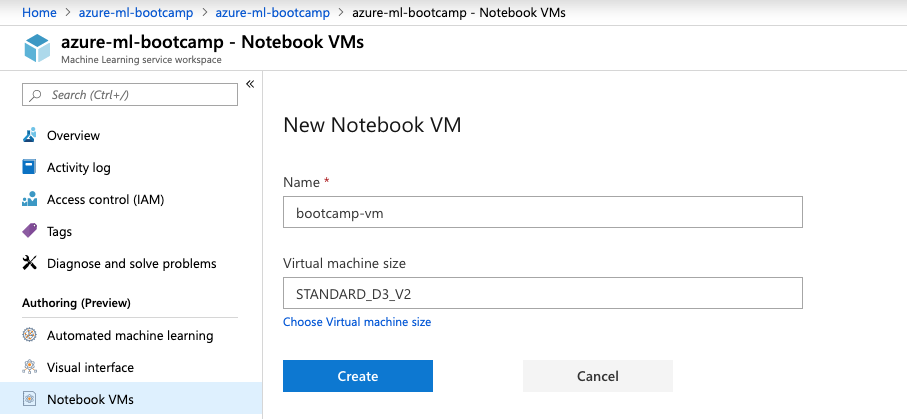 Home > azure-ml-bootcamp > azure-ml-bootcamp > azure-ml-bootcamp - Notebook VMs
azure-ml-bootcamp - Notebook VMs
Machine Learning service workspace
Search (Ctrl+/)
«
Overview
Activity log
Access control (IAM)
Tags
Diagnose and solve problems
Authoring (Preview)
Automated machine learning
Visual interface
Notebook VMs
New Notebook VM
Name *
bootcamp-vm
Virtual machine size
STANDARD_D3_V2
Choose Virtual machine size
Create Cancel